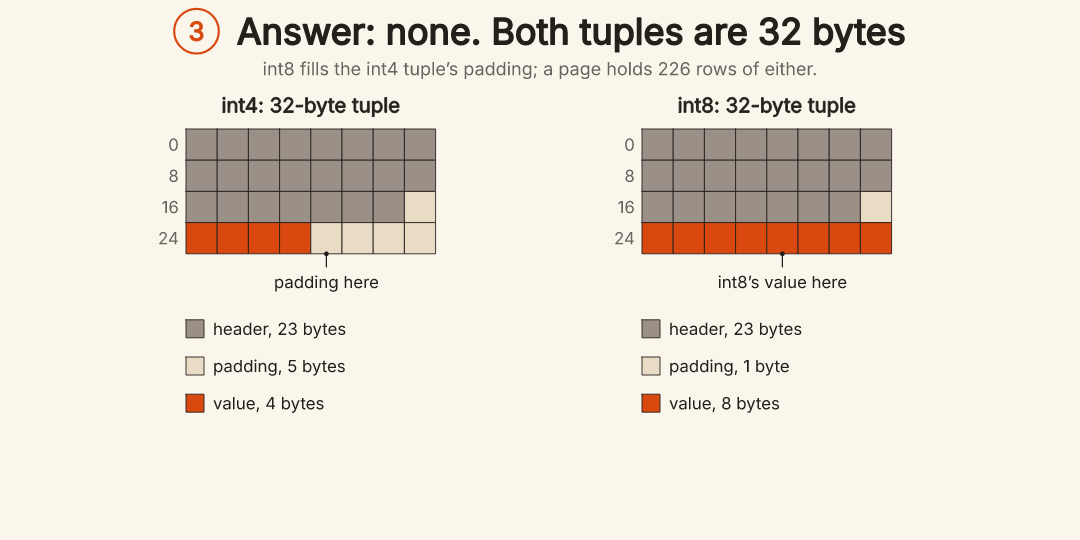 3 Answer: none. Both tuples are 32 bytes
int8 fills the int4 tuple’s padding; a page holds 226 rows of either.
int4: 32-byte tuple
0
8
16
24
padding here
header, 23 bytes
padding, 5 bytes
value, 4 bytes
int8: 32-byte tuple
0
8
16
24
int8’s value here
header, 23 bytes
padding, 1 byte
value, 8 bytes